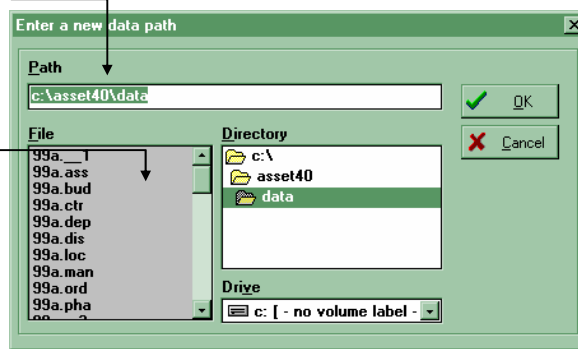 Enter a new data path
Path
c:\asset40\data
OK
File
Directory
Cancel
99a.__1
99a.ass
99a.bud
99a.ctr
99a.dep
99a.dis
99a.loc
99a.man
99a.ord
99a.pha
c:\
asset40
data
Drive
c: [ - no volume label -